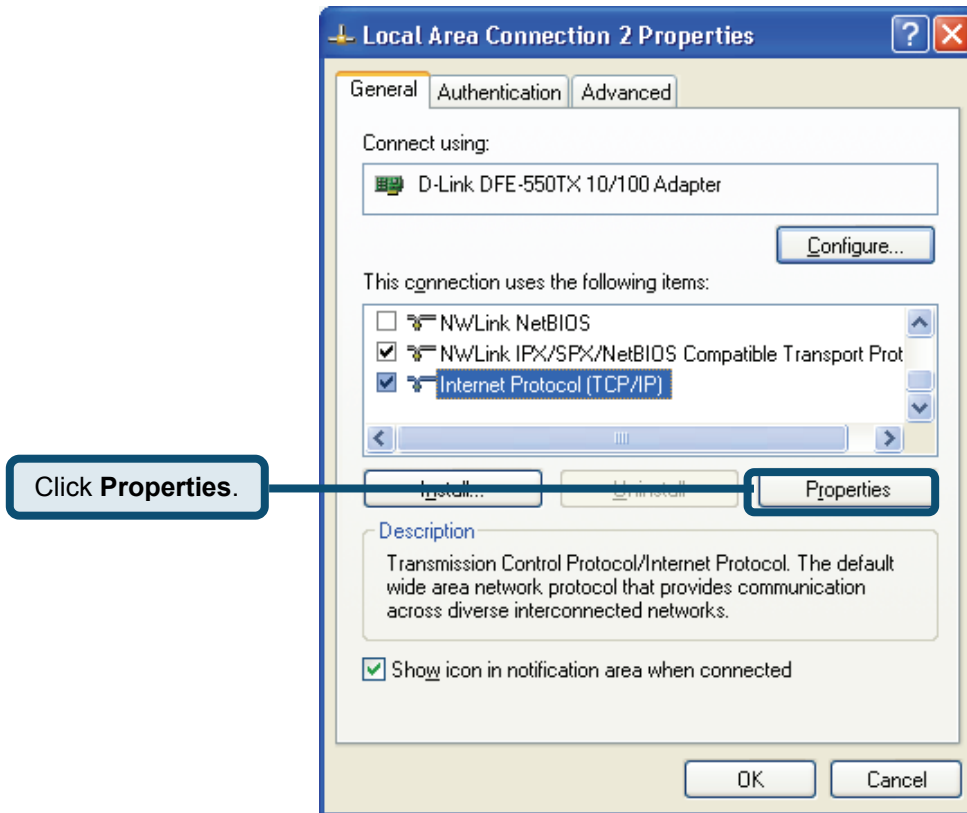 Local Area Connection 2 Properties
General
Authentication
Advanced
Connect using:
D-Link DFE-550TX 10/100 Adapter
Configure...
This connection uses the following items:
NWLink NetBIOS
NWLink IPX/SPX/NetBIOS Compatible Transport Prot
Internet Protocol (TCP/IP)
Click Properties.
Install...
Uninstall
Properties
Description
Transmission Control Protocol/Internet Protocol. The default
wide area network protocol that provides communication
across diverse interconnected networks.
Show icon in notification area when connected
OK
Cancel